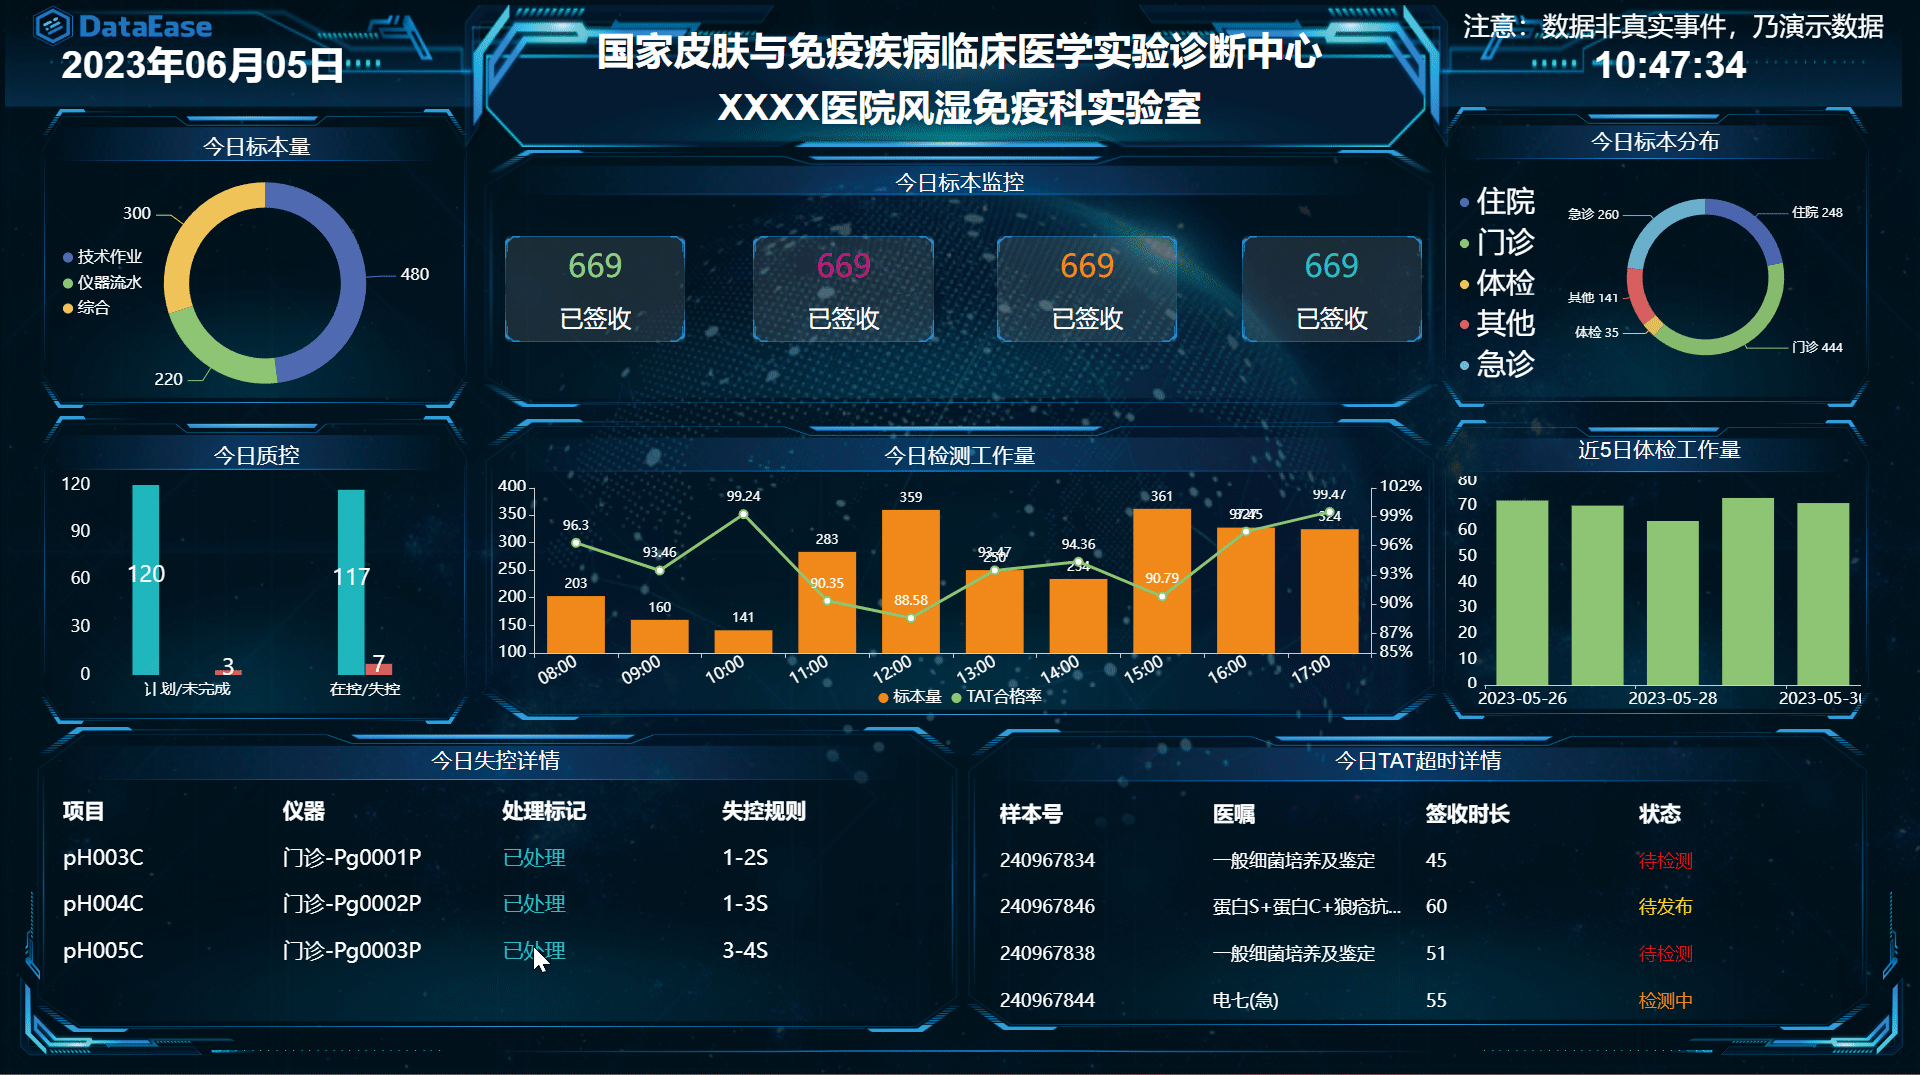 DataEase
2023年06月05日
国家皮肤与免疫疾病临床医学实验诊断中心
XXXX医院风湿免疫科实验室
注意：数据非真实事件，乃演示数据
10:47:34
今日标本量
300
480
220
技术作业
仪器流水
综合
今日标本监控
669
已签收
669
已签收
669
已签收
669
已签收
今日标本分布
住院
门诊
体检
其他
急诊
急诊 260
住院 248
其他 141
体检 35
门诊 444
今日质控
120
90
60
30
0
120
3
117
7
计划/未完成
在控/失控
今日检测工作量
400
350
300
250
200
150
100
102%
99%
96%
93%
90%
87%
85%
96.3
93.46
99.24
90.35
88.58
93.47
94.36
90.79
99.47
203
160
141
283
359
250
234
361
324
08:00
09:00
10:00
11:00
12:00
13:00
14:00
15:00
16:00
17:00
标本量
TAT合格率
近5日体检工作量
80
70
60
50
40
30
20
10
0
2023-05-26
2023-05-28
2023-05-30
今日失控详情
项目 仪器 处理标记 失控规则
pH003C 门诊-Pg0001P 已处理 1-2S
pH004C 门诊-Pg0002P 已处理 1-3S
pH005C 门诊-Pg0003P 已处理 3-4S
今日TAT超时详情
样本号 医嘱 签收时长 状态
240967834 一般细菌培养及鉴定 45 待检测
240967846 蛋白S+蛋白C+狼疮抗... 60 待发布
240967838 一般细菌培养及鉴定 51 待检测
240967844 电七(急) 55 检测中